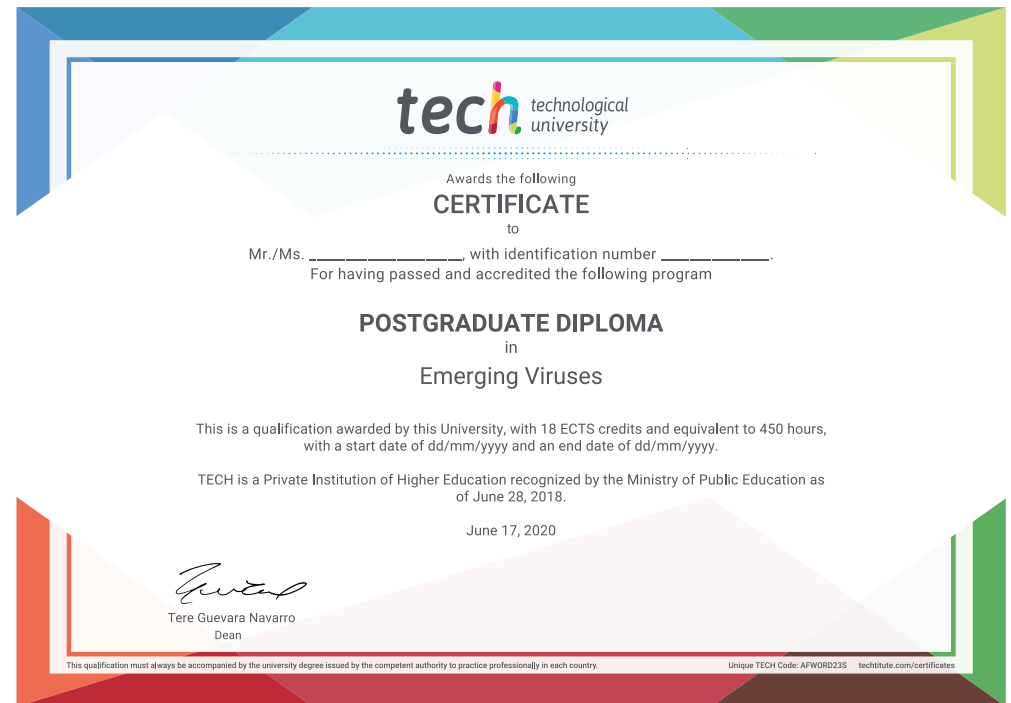 tech technological
university
Awards the following
CERTIFICATE
to
Mr./Ms. __________________, with identification number _____________.
For having passed and accredited the following program
POSTGRADUATE DIPLOMA
in
Emerging Viruses
This is a qualification awarded by this University, with 18 ECTS credits and equivalent to 450 hours,
with a start date of dd/mm/yyyy and an end date of dd/mm/yyyy.
TECH is a Private Institution of Higher Education recognized by the Ministry of Public Education as
of June 28, 2018.
June 17, 2020
Tere Guevara Navarro
Dean
This qualification must always be accompanied by the university degree issued by the competent authority to practice professionally in each country.
Unique TECH Code: AFWORD23S techtitute.com/certificates